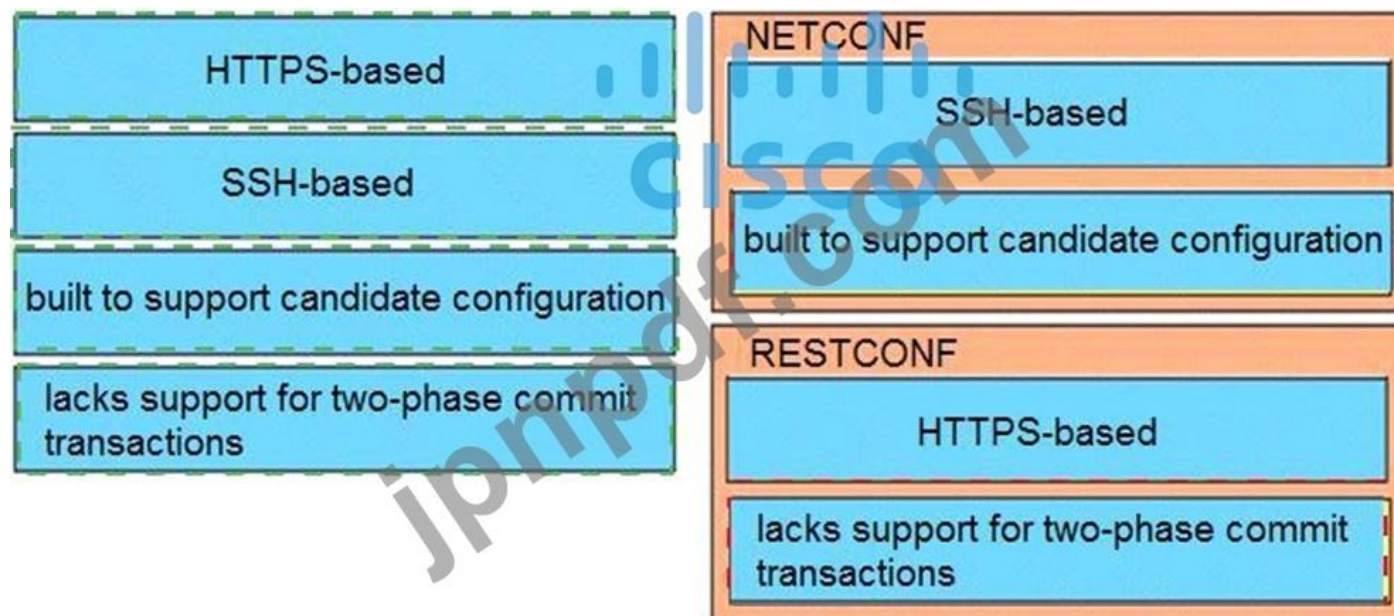 HTTPS-based
SSH-based
built to support candidate configuration
lacks support for two-phase commit
transactions
NETCONF
SSH-based
built to support candidate configuration
RESTCONF
HTTPS-based
lacks support for two-phase commit
transactions
CISCO
jpnpdf.com